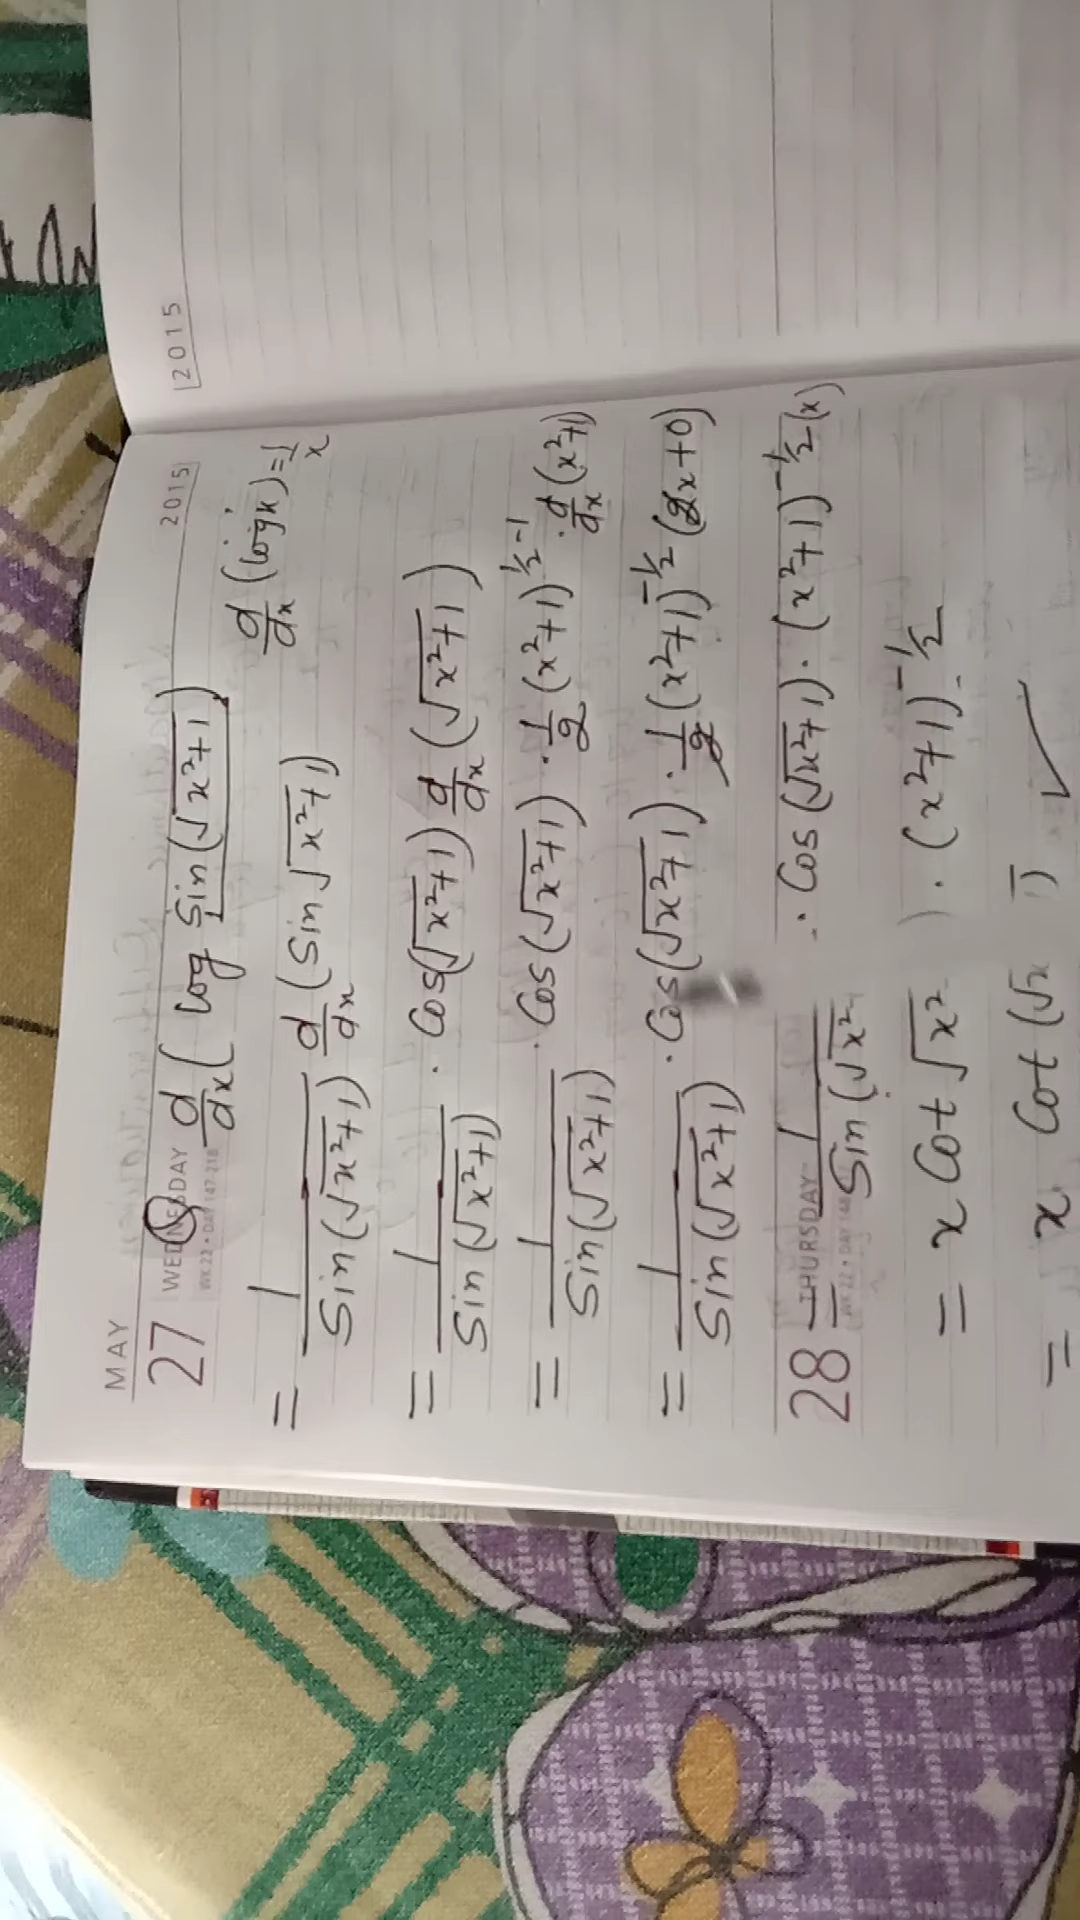 MAY
2015
2015
27 WEDNESDAY
WK 22 • DAY 147-218
d/dx ( log sin(√x²+1)
d/dx (log x) = 1/x
= 1/Sin(√x²+1) d/dx (sin √x²+1)
= 1/Sin(√x²+1) · Cos(√x²+1) d/dx (√x²+1)
= 1/Sin(√x²+1) · Cos(√x²+1) · 1/2 (x²+1)^1/2-1 · d/dx (x²+1)
= 1/Sin(√x²+1) · Cos(√x²+1) · 1/2 (x²+1)^-1/2 (2x+0)
28 THURSDAY
= 1/Sin(√x² · Cos(√x²+1) · (x²+1)^-1/2 (x)
= x Cot √x² ) · (x²+1)^-1/2
= x Cot (√x 1)